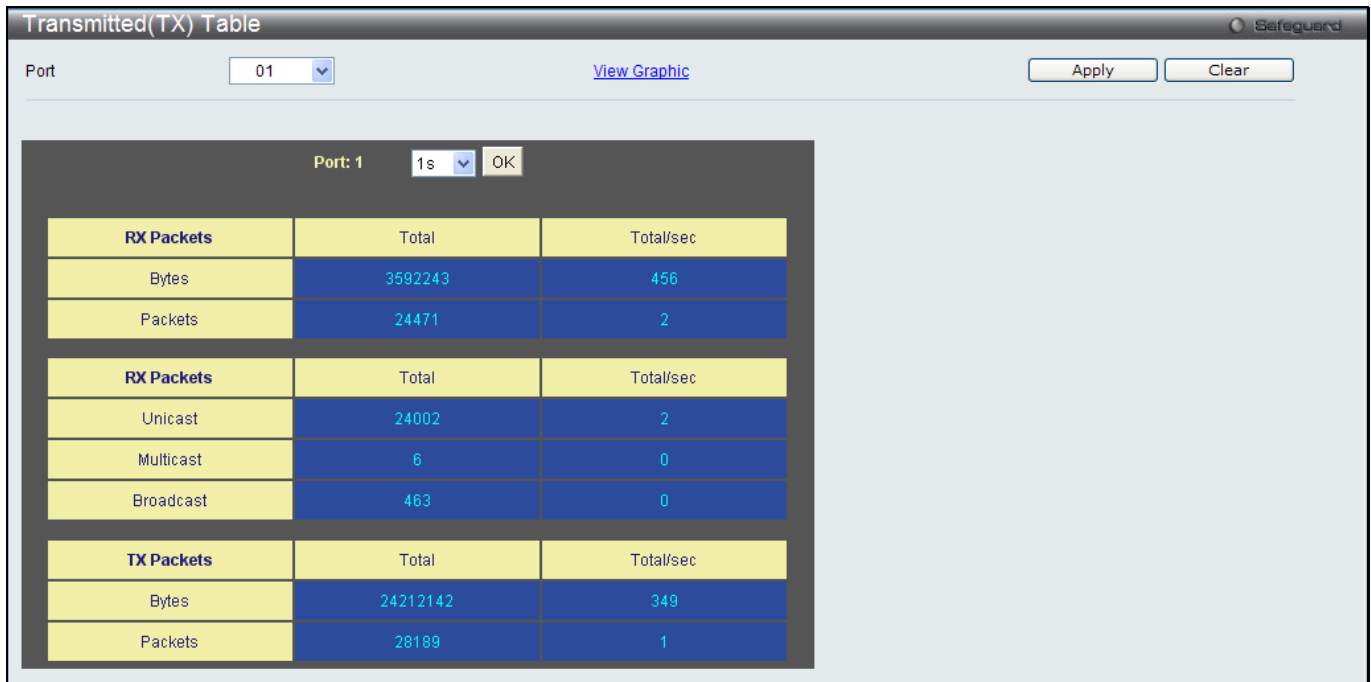 Transmitted(TX) Table Safeguard
Port 01 View Graphic Apply Clear
Port: 1 1s OK
RX Packets Total Total/sec
Bytes 3592243 456
Packets 24471 2
RX Packets Total Total/sec
Unicast 24002 2
Multicast 6 0
Broadcast 463 0
TX Packets Total Total/sec
Bytes 24212142 349
Packets 28189 1